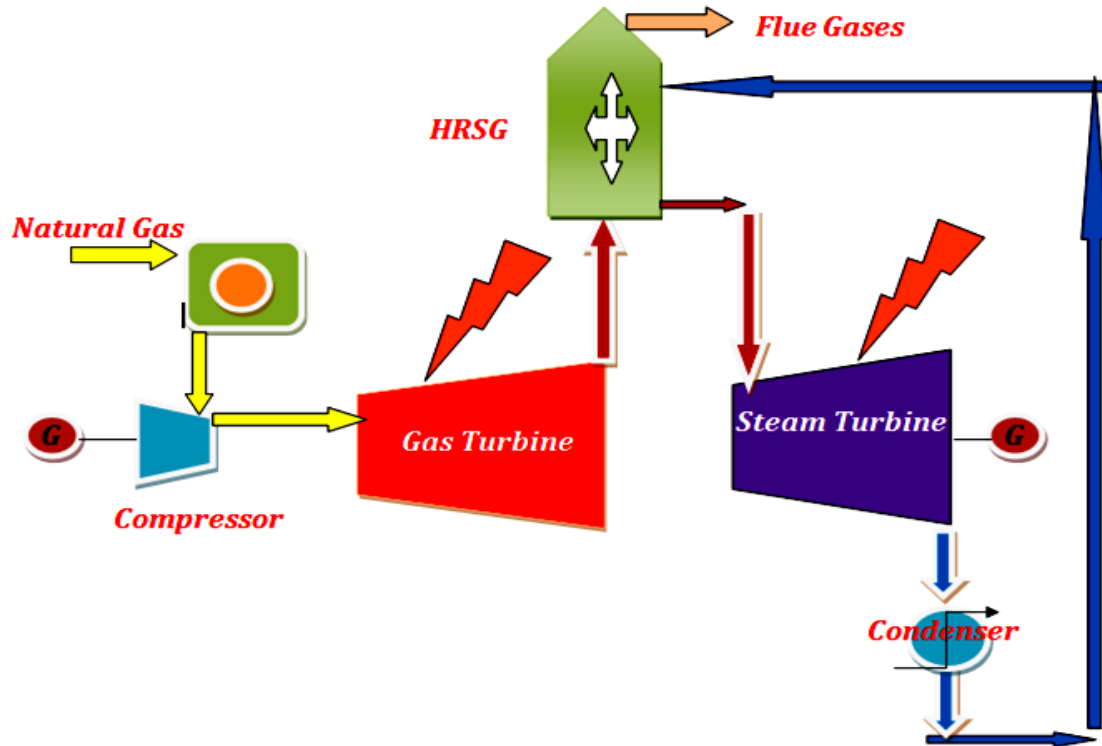 Flue Gases
HRSG
Natural Gas
G
Gas Turbine
Steam Turbine
G
Compressor
Condenser